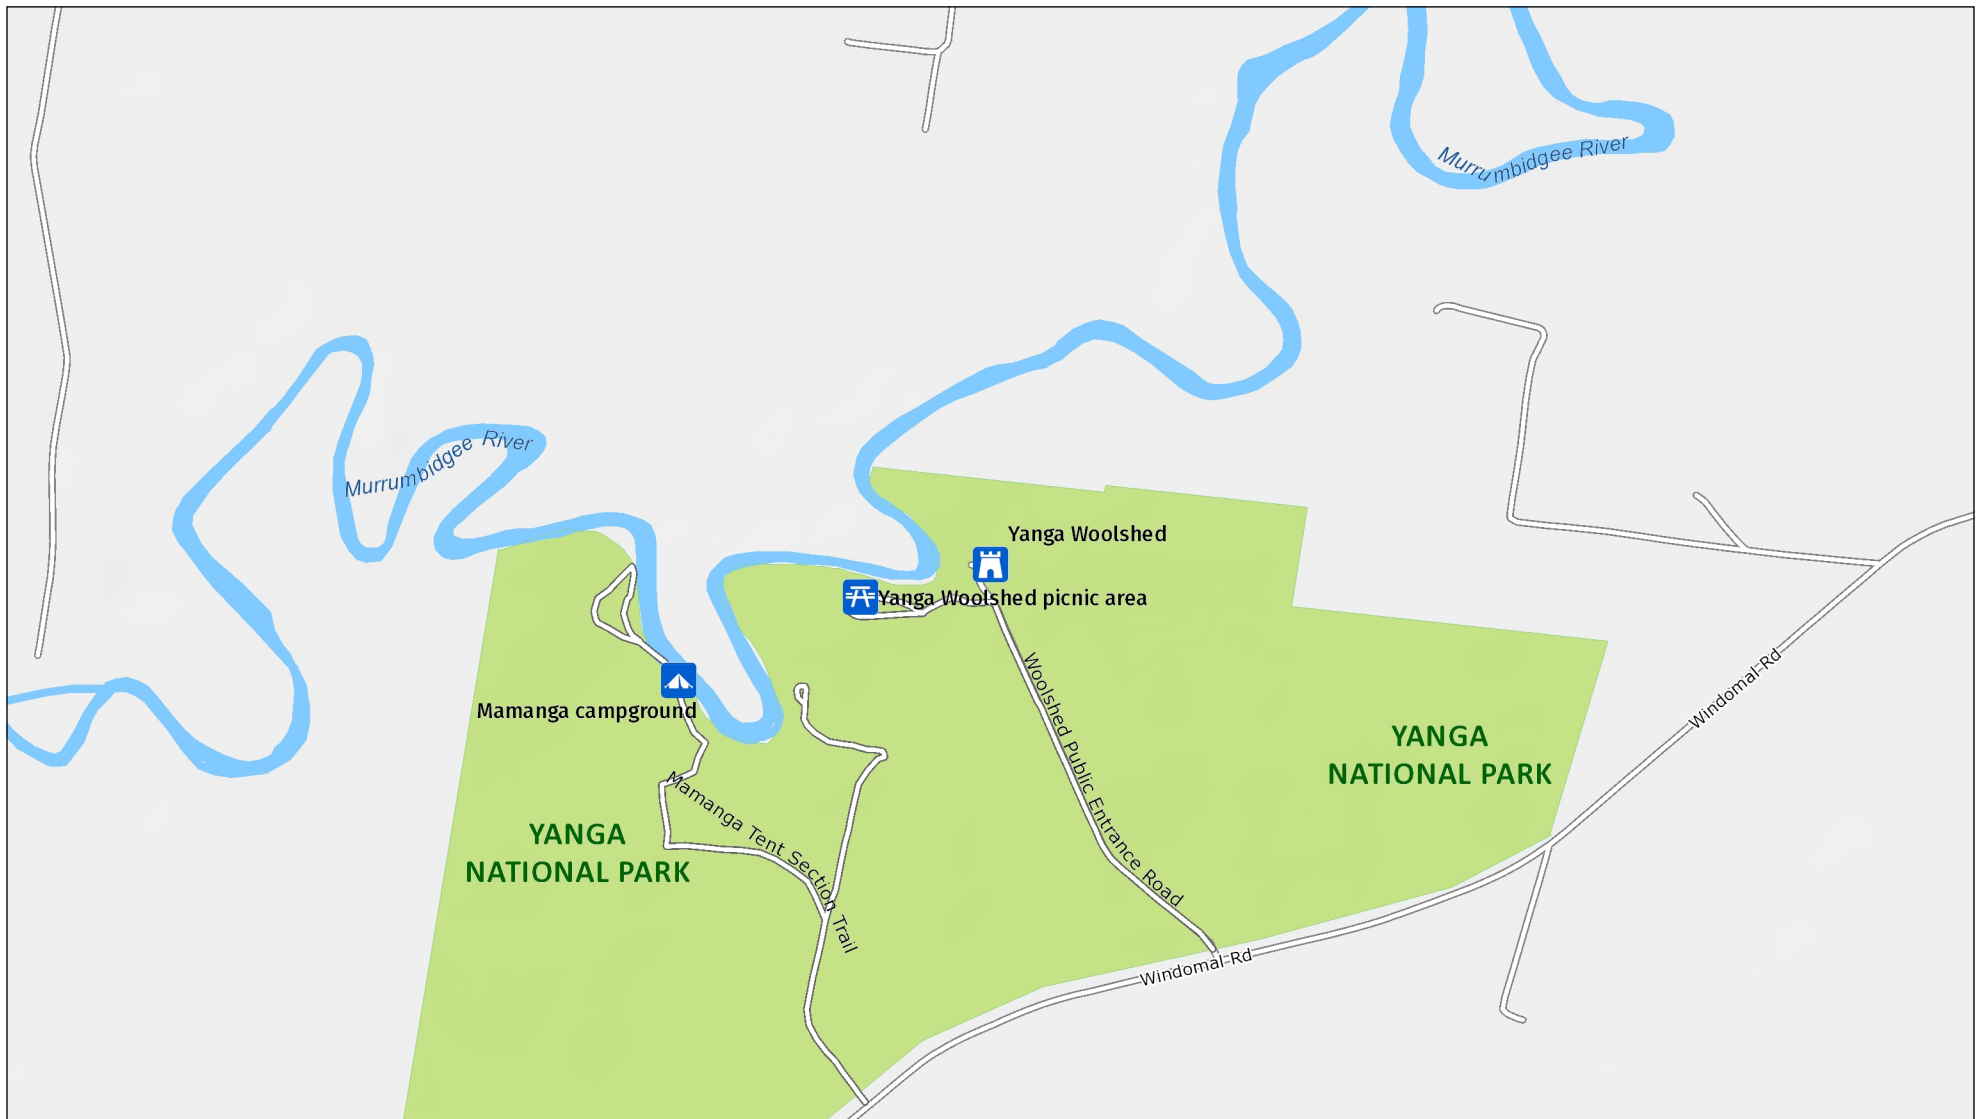 Murrumbidgee River
Murrumbidgee River
Yanga Woolshed
Yanga Woolshed picnic area
Mamanga campground
Woolshed Public Entrance Road
Windomal Rd
YANGA
NATIONAL PARK
Mamanga Tent Section Trail
YANGA
NATIONAL PARK
Windomal Rd